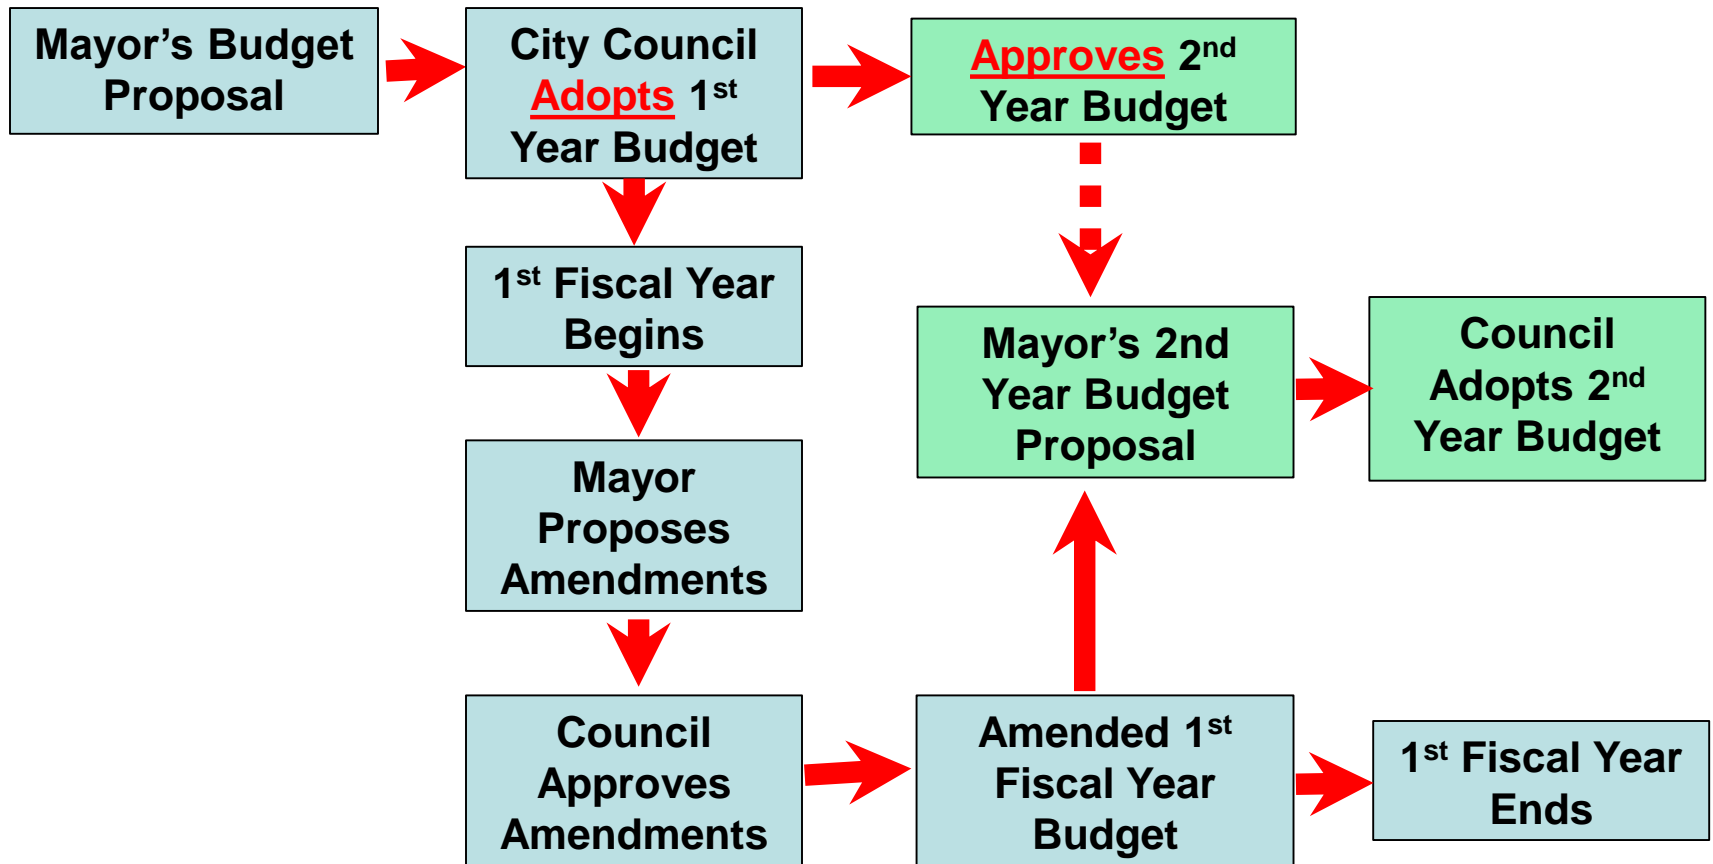 Mayor's Budget
Proposal
City Council
Adopts 1st
Year Budget
Approves 2nd
Year Budget
1st Fiscal Year
Begins
Mayor's 2nd
Year Budget
Proposal
Council
Adopts 2nd
Year Budget
Mayor
Proposes
Amendments
Council
Approves
Amendments
Amended 1st
Fiscal Year
Budget
1st Fiscal Year
Ends